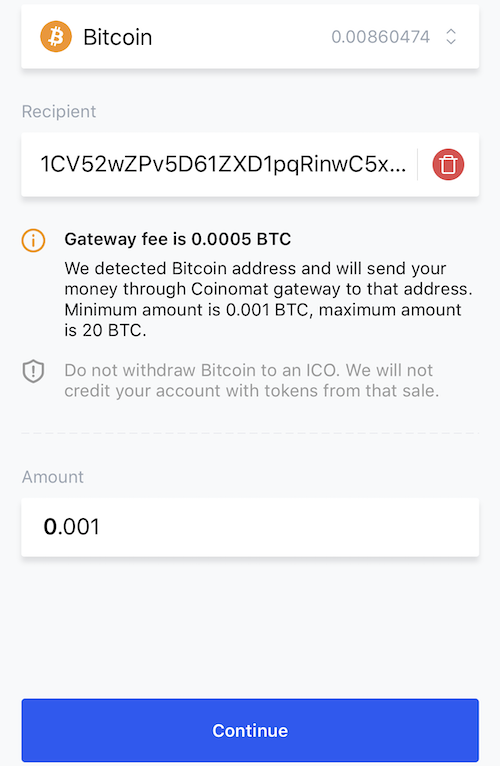 Bitcoin 0.00860474
Recipient
1CV52wZPv5D61ZXD1pqRinwC5x...
Gateway fee is 0.0005 BTC
We detected Bitcoin address and will send your
money through Coinomat gateway to that address.
Minimum amount is 0.001 BTC, maximum amount
is 20 BTC.
Do not withdraw Bitcoin to an ICO. We will not
credit your account with tokens from that sale.
Amount
0.001
Continue